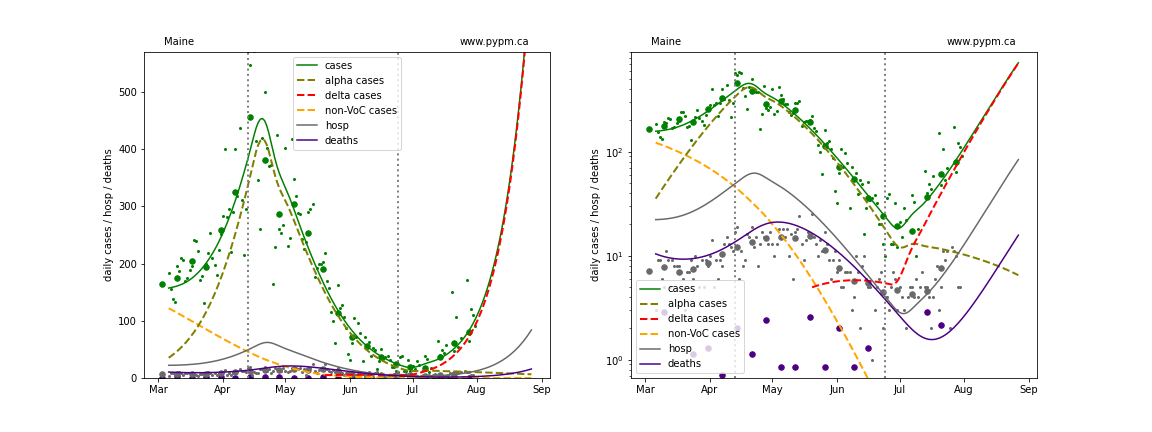 Maine www.pypm.ca
daily cases / hosp / deaths
500
400
300
200
100
0
cases
alpha cases
delta cases
non-VoC cases
hosp
deaths
Mar Apr May Jun Jul Aug Sep
Maine www.pypm.ca
daily cases / hosp / deaths
10²
10¹
10⁰
cases
alpha cases
delta cases
non-VoC cases
hosp
deaths
Mar Apr May Jun Jul Aug Sep